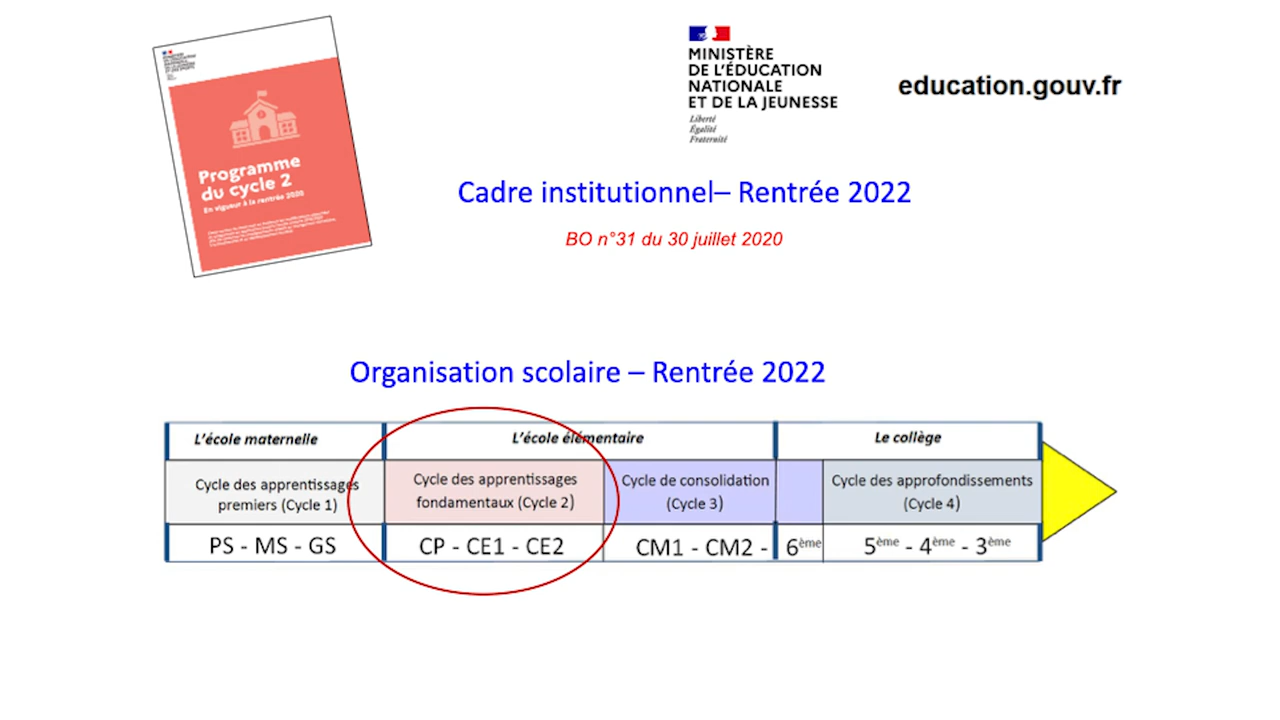 Programme
du cycle 2
En vigueur à la rentrée 2020
MINISTÈRE
DE L'ÉDUCATION
NATIONALE
ET DE LA JEUNESSE
Liberté
Égalité
Fraternité
education.gouv.fr
Cadre institutionnel– Rentrée 2022
BO n°31 du 30 juillet 2020
Organisation scolaire – Rentrée 2022
L'école maternelle
L'école élémentaire
Le collège
Cycle des apprentissages
premiers (Cycle 1)
Cycle des apprentissages
fondamentaux (Cycle 2)
Cycle de consolidation
(Cycle 3)
Cycle des approfondissements
(Cycle 4)
PS - MS - GS
CP - CE1 - CE2
CM1 - CM2 -
6ème
5ème - 4ème - 3ème